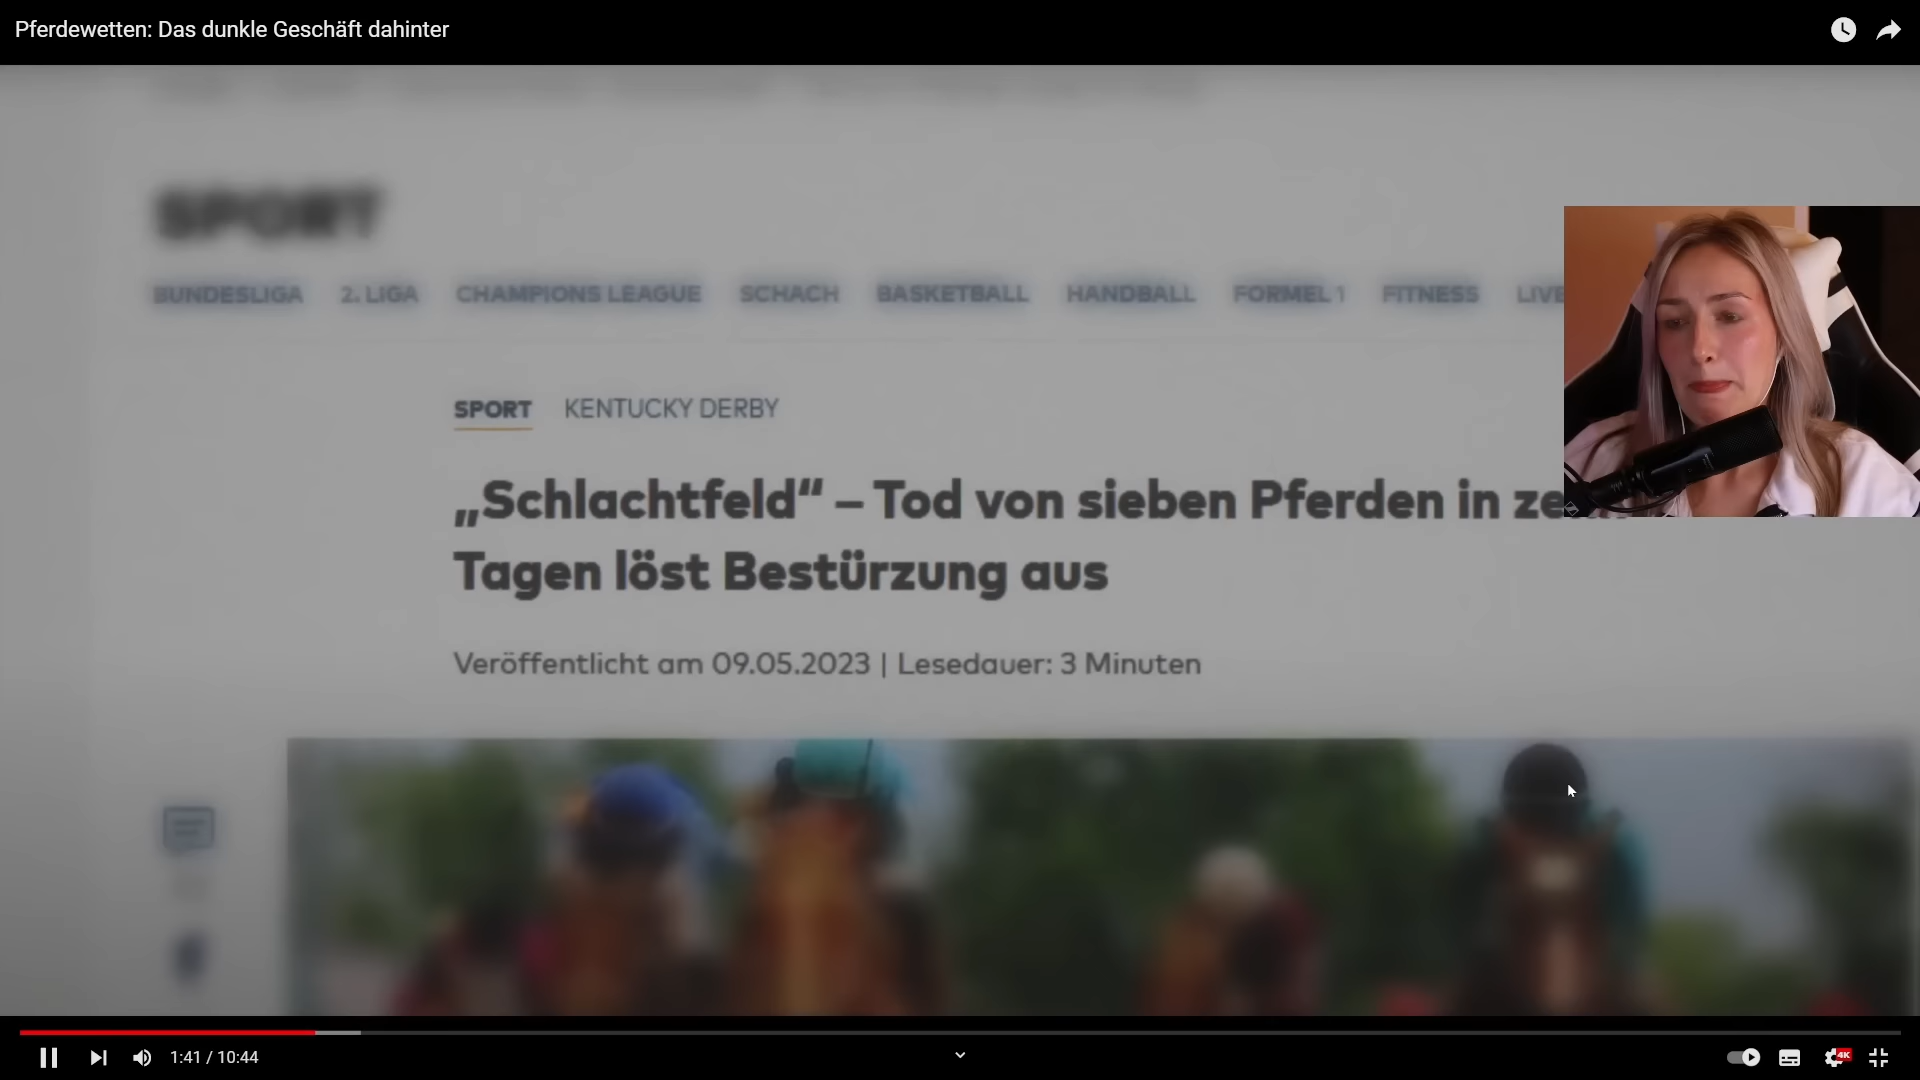 Pferdewetten: Das dunkle Geschäft dahinter
SPORT
BUNDESLIGA 2. LIGA CHAMPIONS LEAGUE SCHACH BASKETBALL HANDBALL FORMEL 1 FITNESS LIVE
SPORT KENTUCKY DERBY
„Schlachtfeld“ – Tod von sieben Pferden in
Tagen löst Bestürzung aus
Veröffentlicht am 09.05.2023 | Lesedauer: 3 Minuten
1:41 / 10:44
4K